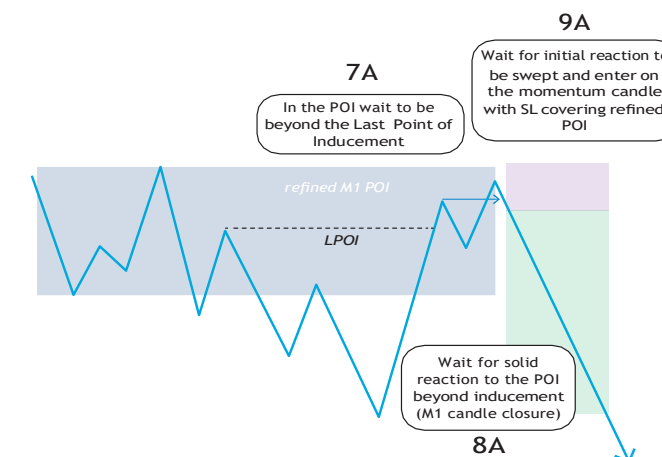 9A
Wait for initial reaction to
be swept and enter on
the momentum candle
with SL covering refined
POI
7A
In the POI wait to be
beyond the Last Point of
Inducement
refined M1 POI
LPOI
Wait for solid
reaction to the POI
beyond inducement
(M1 candle closure)
8A